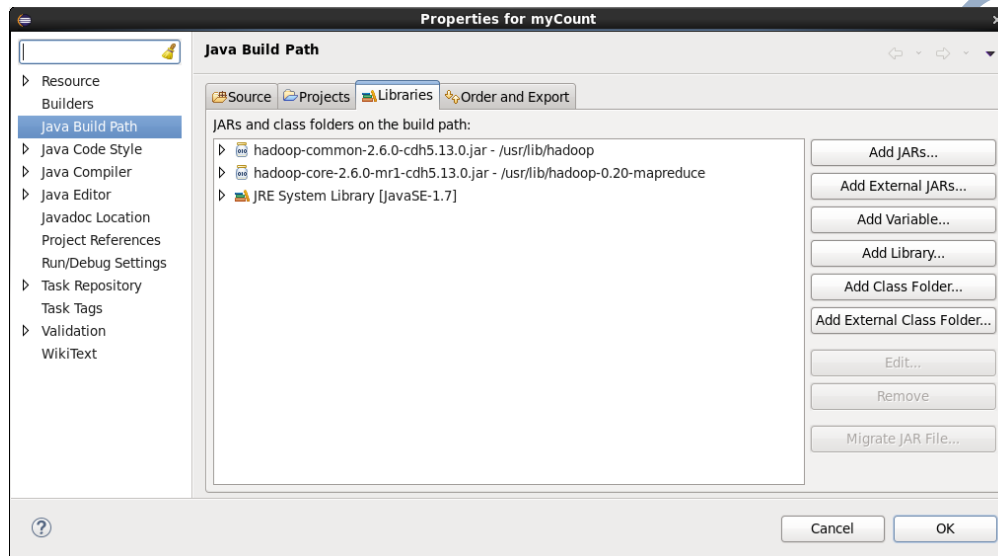 Properties for myCount
Java Build Path
Resource
Builders
Java Build Path
Java Code Style
Java Compiler
Java Editor
Javadoc Location
Project References
Run/Debug Settings
Task Repository
Task Tags
Validation
WikiText
Source Projects Libraries Order and Export
JARs and class folders on the build path:
hadoop-common-2.6.0-cdh5.13.0.jar - /usr/lib/hadoop
hadoop-core-2.6.0-mr1-cdh5.13.0.jar - /usr/lib/hadoop-0.20-mapreduce
JRE System Library [JavaSE-1.7]
Add JARs...
Add External JARs...
Add Variable...
Add Library...
Add Class Folder...
Add External Class Folder...
Edit...
Remove
Migrate JAR File...
Cancel OK